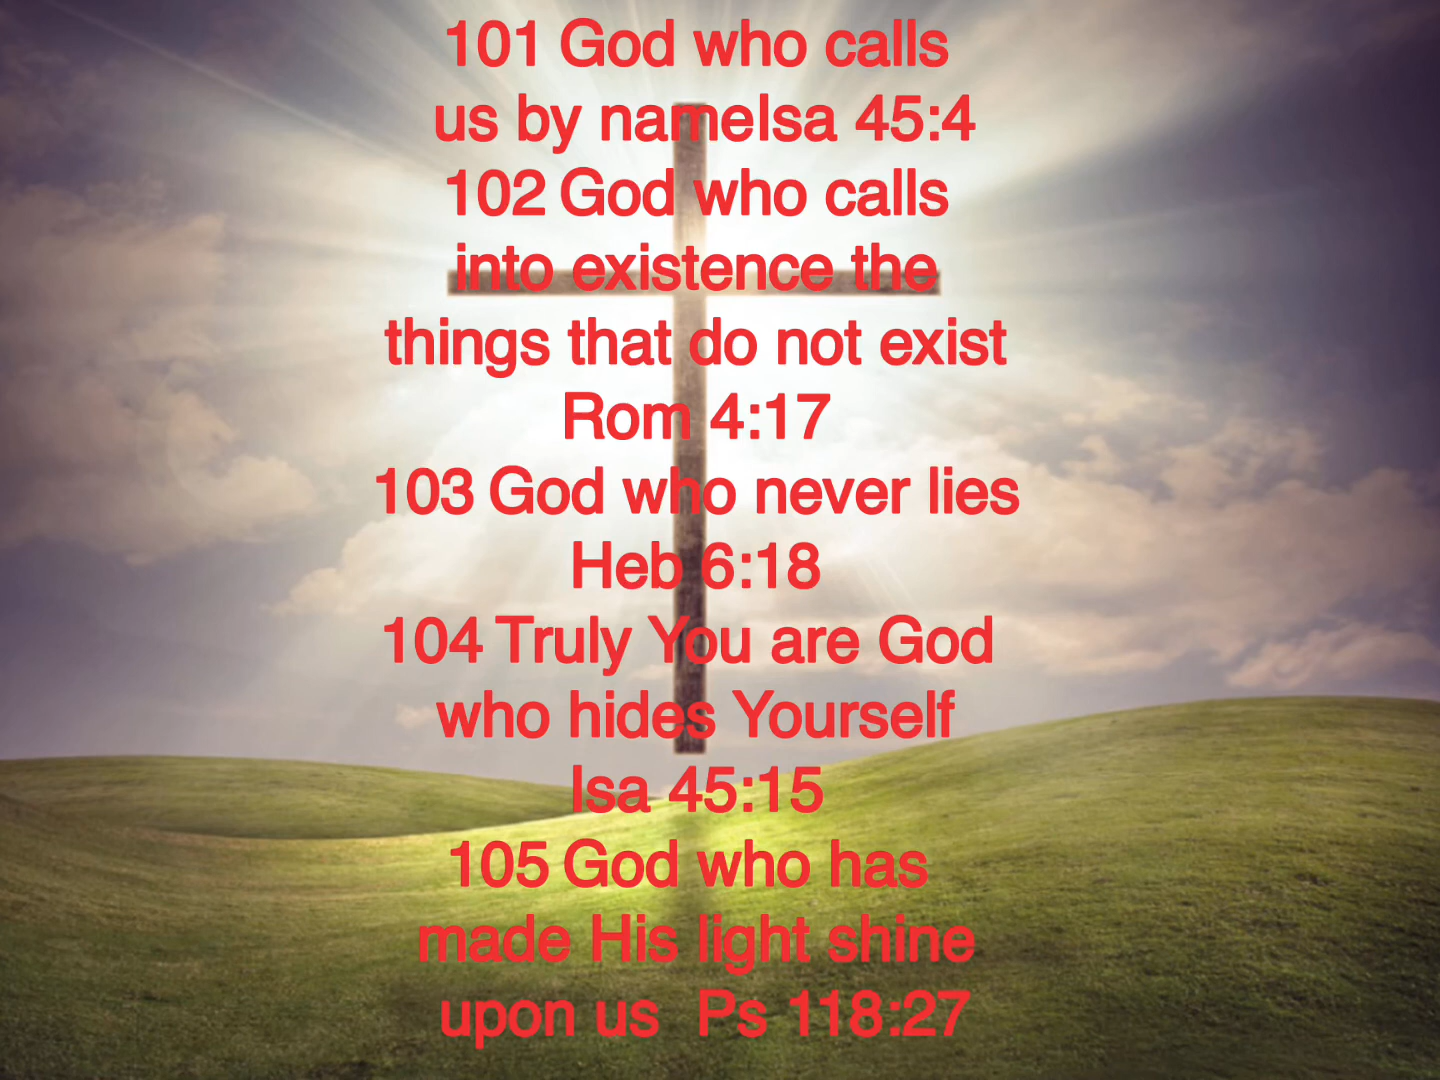 101 God who calls
us by nameIsa 45:4
102 God who calls
into existence the
things that do not exist
Rom 4:17
103 God who never lies
Heb 6:18
104 Truly You are God
who hides Yourself
Isa 45:15
105 God who has
made His light shine
upon us  Ps 118:27